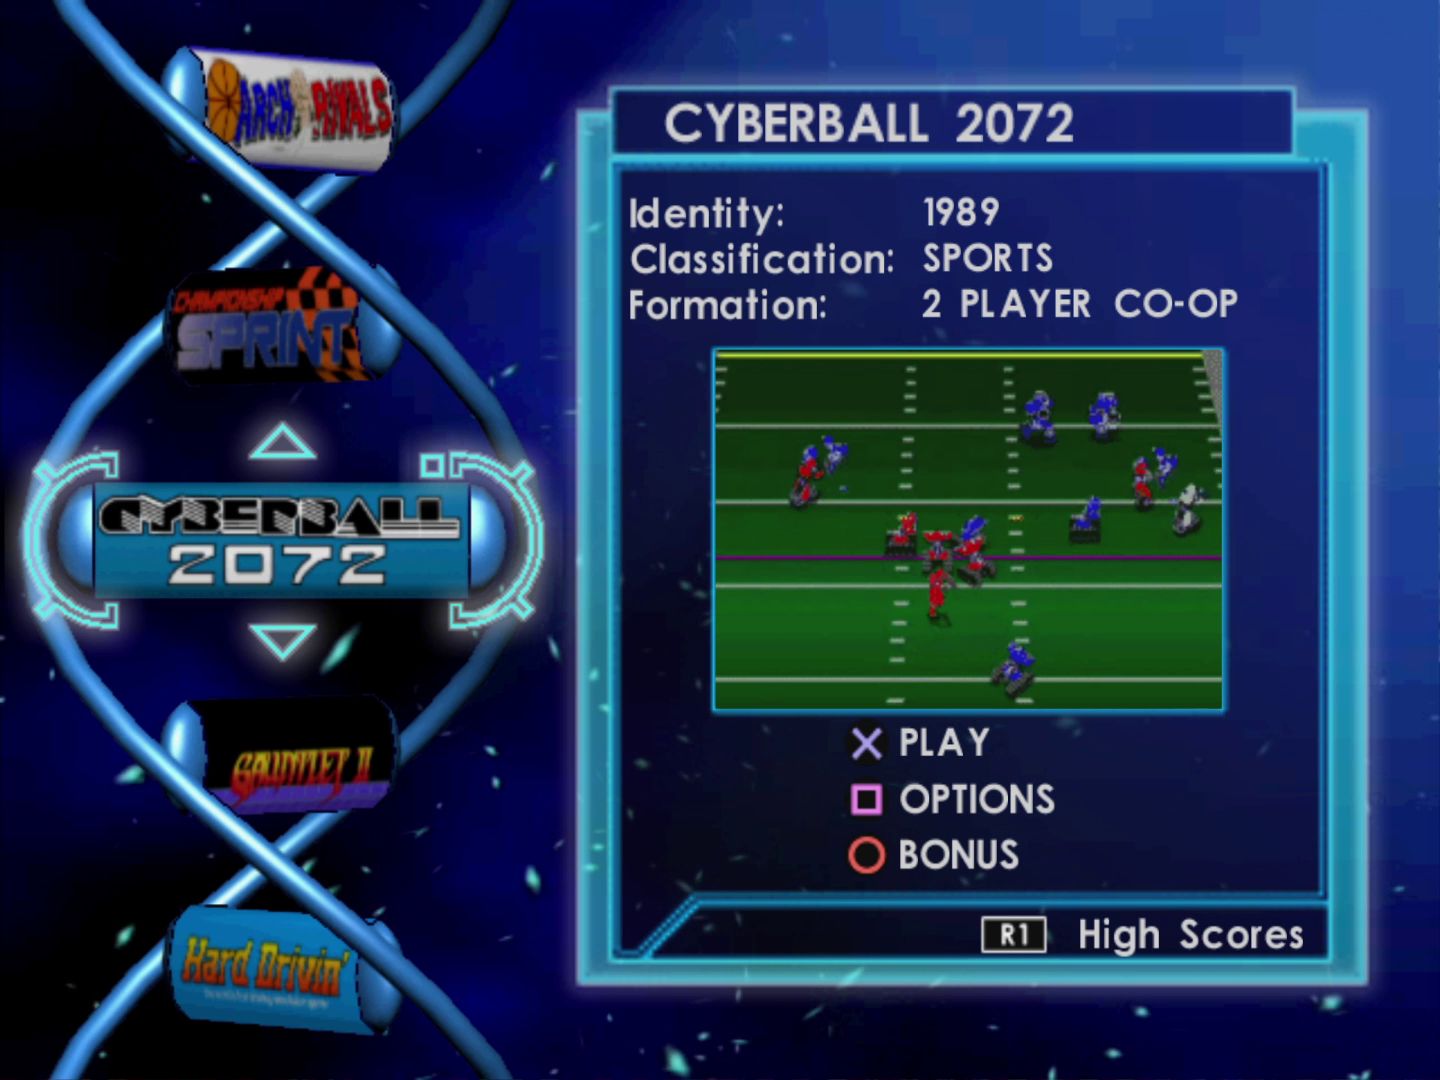 ARCH RIVALS
CHAMPIONSHIP
SPRINT
CYBERBALL
2072
GAUNTLET II
Hard Drivin'
CYBERBALL 2072
Identity: 1989
Classification: SPORTS
Formation: 2 PLAYER CO-OP
PLAY
OPTIONS
BONUS
R1 High Scores